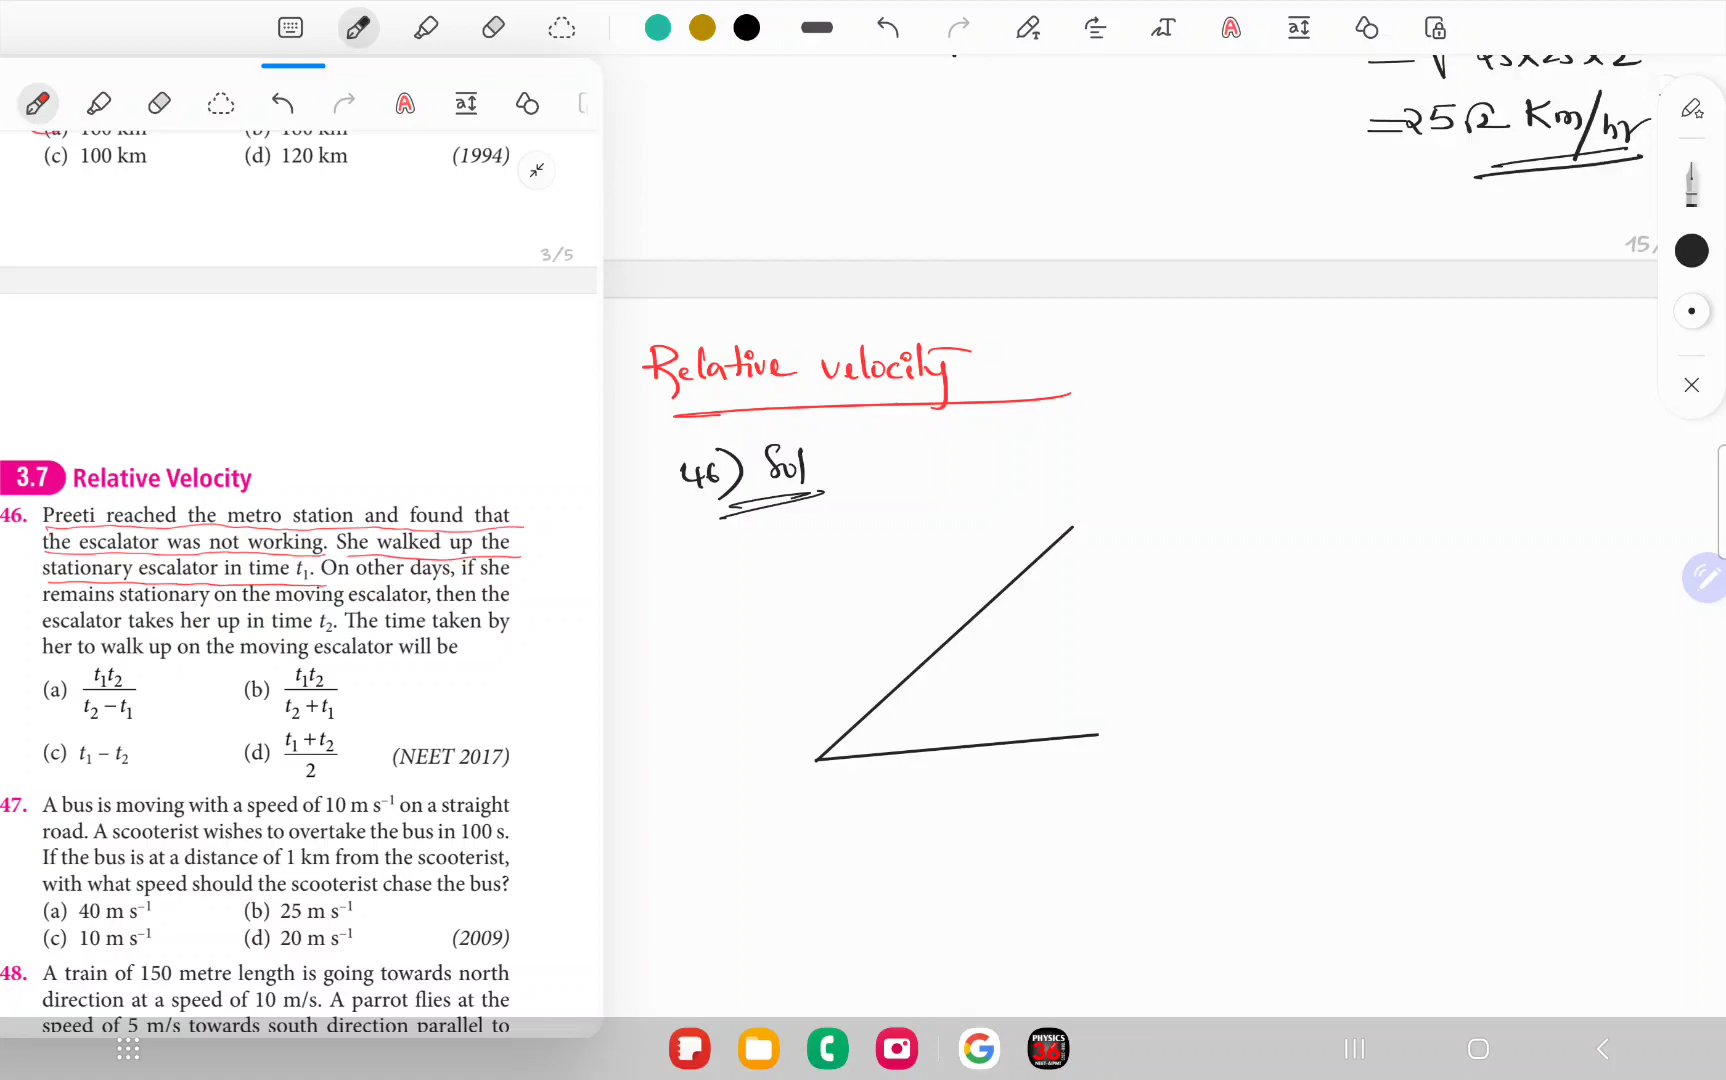 (c) 100 km (d) 120 km (1994)
3/5
= 25√2 Km/hr
15/
Relative velocity
46) Sol
3.7 Relative Velocity
46. Preeti reached the metro station and found that
the escalator was not working. She walked up the
stationary escalator in time t₁. On other days, if she
remains stationary on the moving escalator, then the
escalator takes her up in time t₂. The time taken by
her to walk up on the moving escalator will be
(a) t₁t₂/(t₂ − t₁) (b) t₁t₂/(t₂ + t₁)
(c) t₁ – t₂ (d) (t₁ + t₂)/2 (NEET 2017)
47. A bus is moving with a speed of 10 m s⁻¹ on a straight
road. A scooterist wishes to overtake the bus in 100 s.
If the bus is at a distance of 1 km from the scooterist,
with what speed should the scooterist chase the bus?
(a) 40 m s⁻¹ (b) 25 m s⁻¹
(c) 10 m s⁻¹ (d) 20 m s⁻¹ (2009)
48. A train of 150 metre length is going towards north
direction at a speed of 10 m/s. A parrot flies at the
speed of 5 m/s towards south direction parallel to
PHYSICS
36